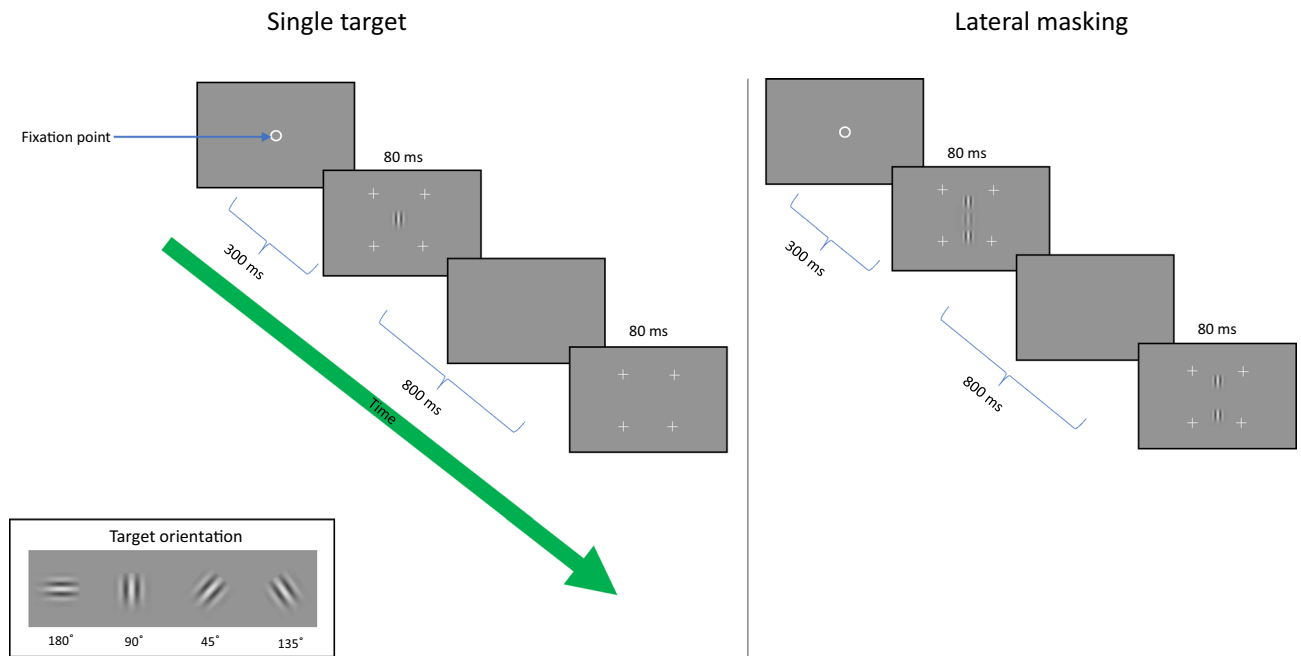 Single target
Lateral masking
Fixation point
80 ms
300 ms
800 ms
80 ms
Time
80 ms
300 ms
800 ms
80 ms
Target orientation
180˚ 90˚ 45˚ 135˚